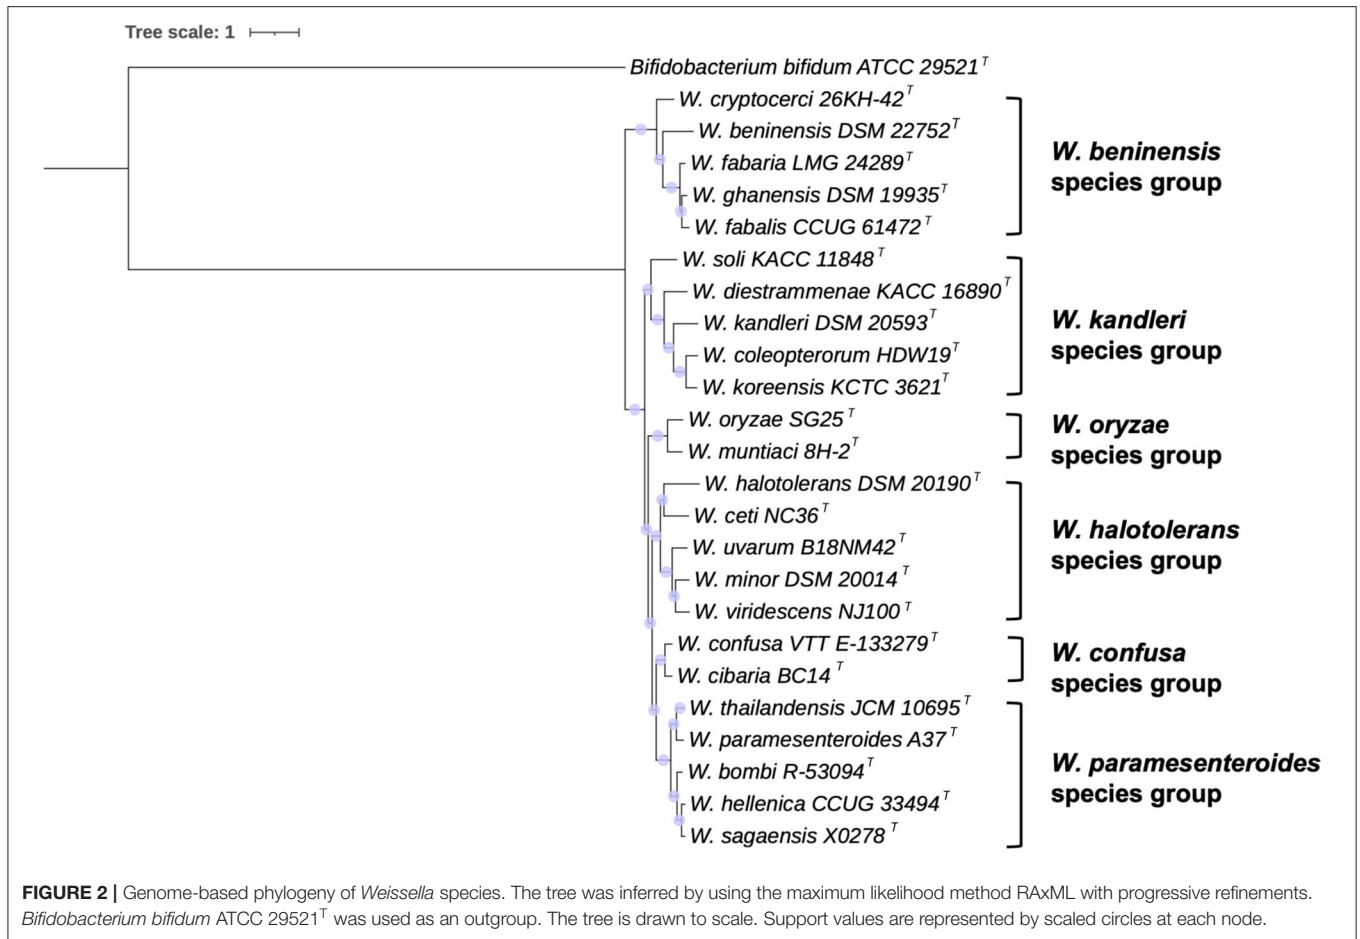 Tree scale: 1
Bifidobacterium bifidum ATCC 29521ᵀ
W. cryptocerci 26KH-42ᵀ
W. beninensis DSM 22752ᵀ
W. fabaria LMG 24289ᵀ
W. ghanensis DSM 19935ᵀ
W. fabalis CCUG 61472ᵀ
W. beninensis
species group
W. soli KACC 11848ᵀ
W. diestrammenae KACC 16890ᵀ
W. kandleri DSM 20593ᵀ
W. coleopterorum HDW19ᵀ
W. koreensis KCTC 3621ᵀ
W. kandleri
species group
W. oryzae SG25ᵀ
W. muntiaci 8H-2ᵀ
W. oryzae
species group
W. halotolerans DSM 20190ᵀ
W. ceti NC36ᵀ
W. uvarum B18NM42ᵀ
W. minor DSM 20014ᵀ
W. viridescens NJ100ᵀ
W. halotolerans
species group
W. confusa VTT E-133279ᵀ
W. cibaria BC14ᵀ
W. confusa
species group
W. thailandensis JCM 10695ᵀ
W. paramesenteroides A37ᵀ
W. bombi R-53094ᵀ
W. hellenica CCUG 33494ᵀ
W. sagaensis X0278ᵀ
W. paramesenteroides
species group
FIGURE 2 | Genome-based phylogeny of Weissella species. The tree was inferred by using the maximum likelihood method RAxML with progressive refinements.
Bifidobacterium bifidum ATCC 29521ᵀ was used as an outgroup. The tree is drawn to scale. Support values are represented by scaled circles at each node.